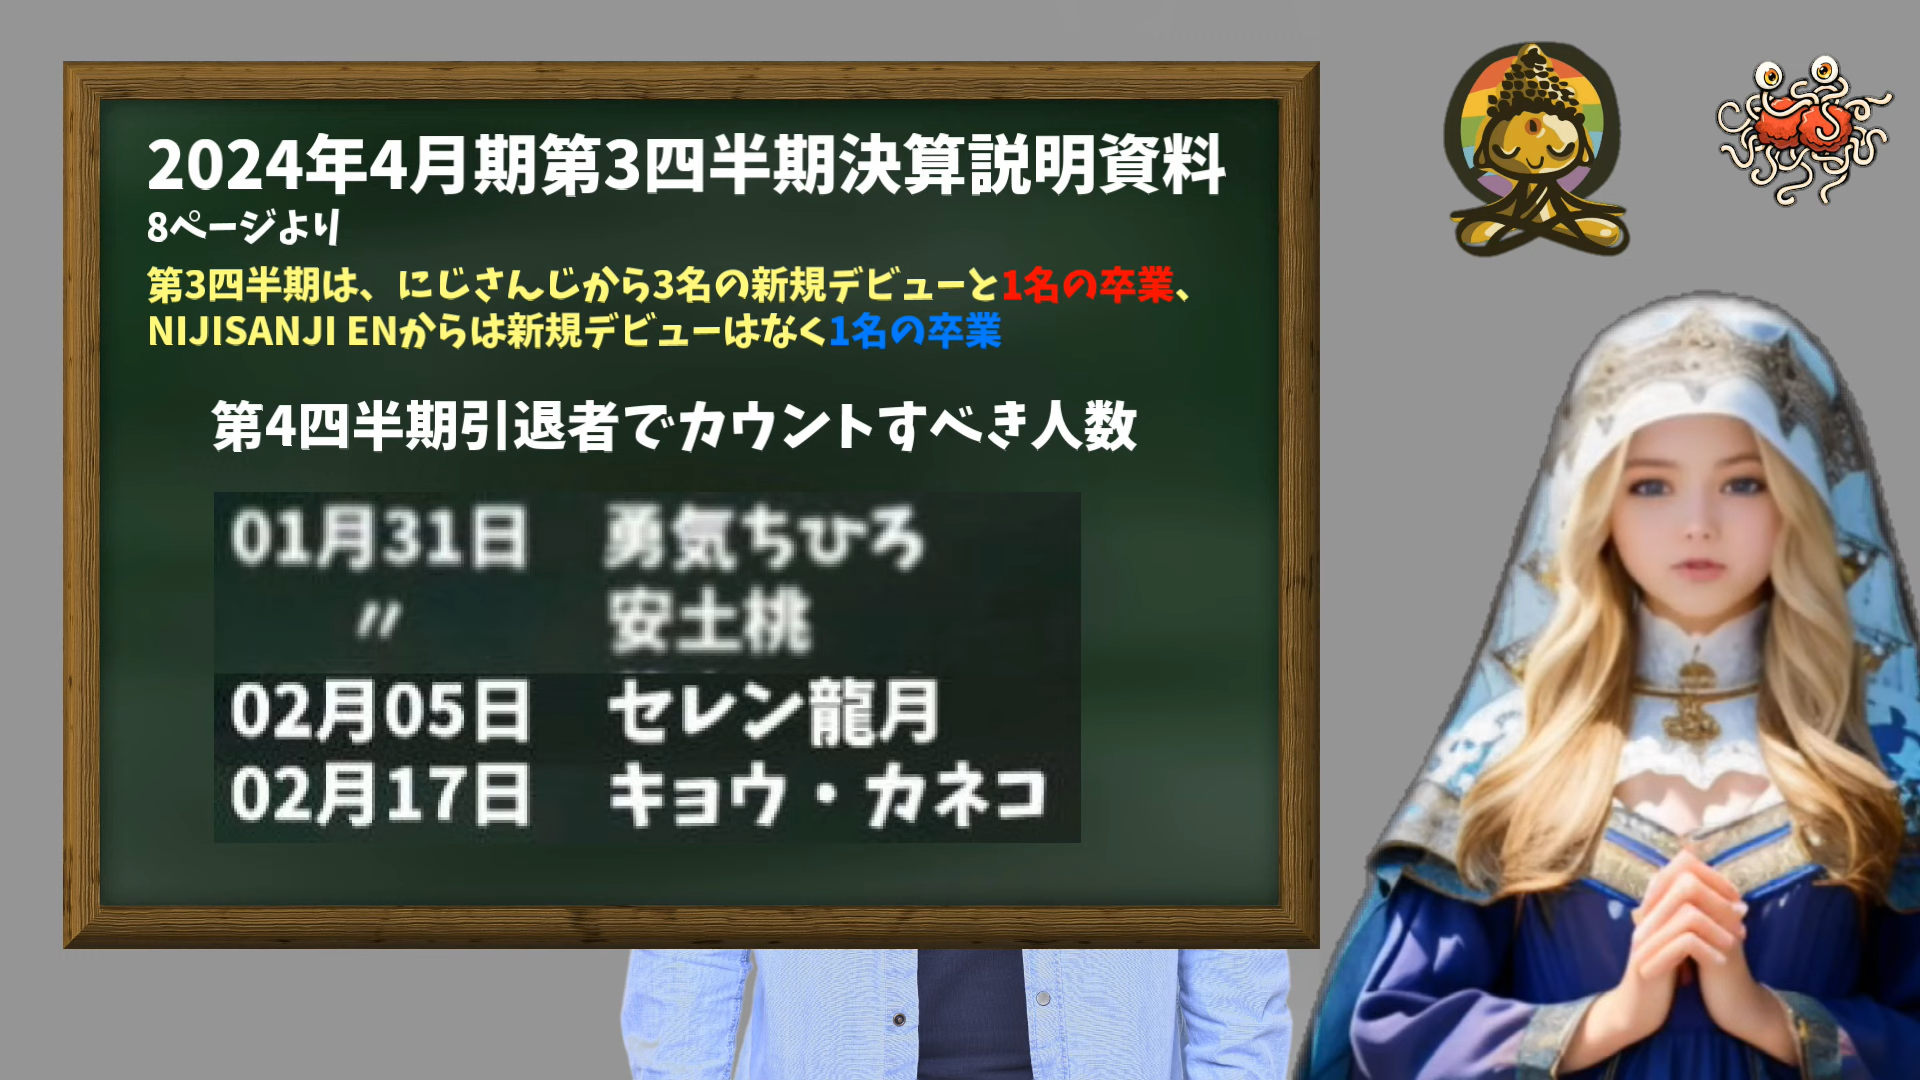 2024年4月期第3四半期決算説明資料
8ページより
第3四半期は、にじさんじから3名の新規デビューと1名の卒業、
NIJISANJI ENからは新規デビューはなく1名の卒業
第4四半期引退者でカウントすべき人数
01月31日 勇気ちひろ
〃 安土桃
02月05日 セレン龍月
02月17日 キョウ・カネコ